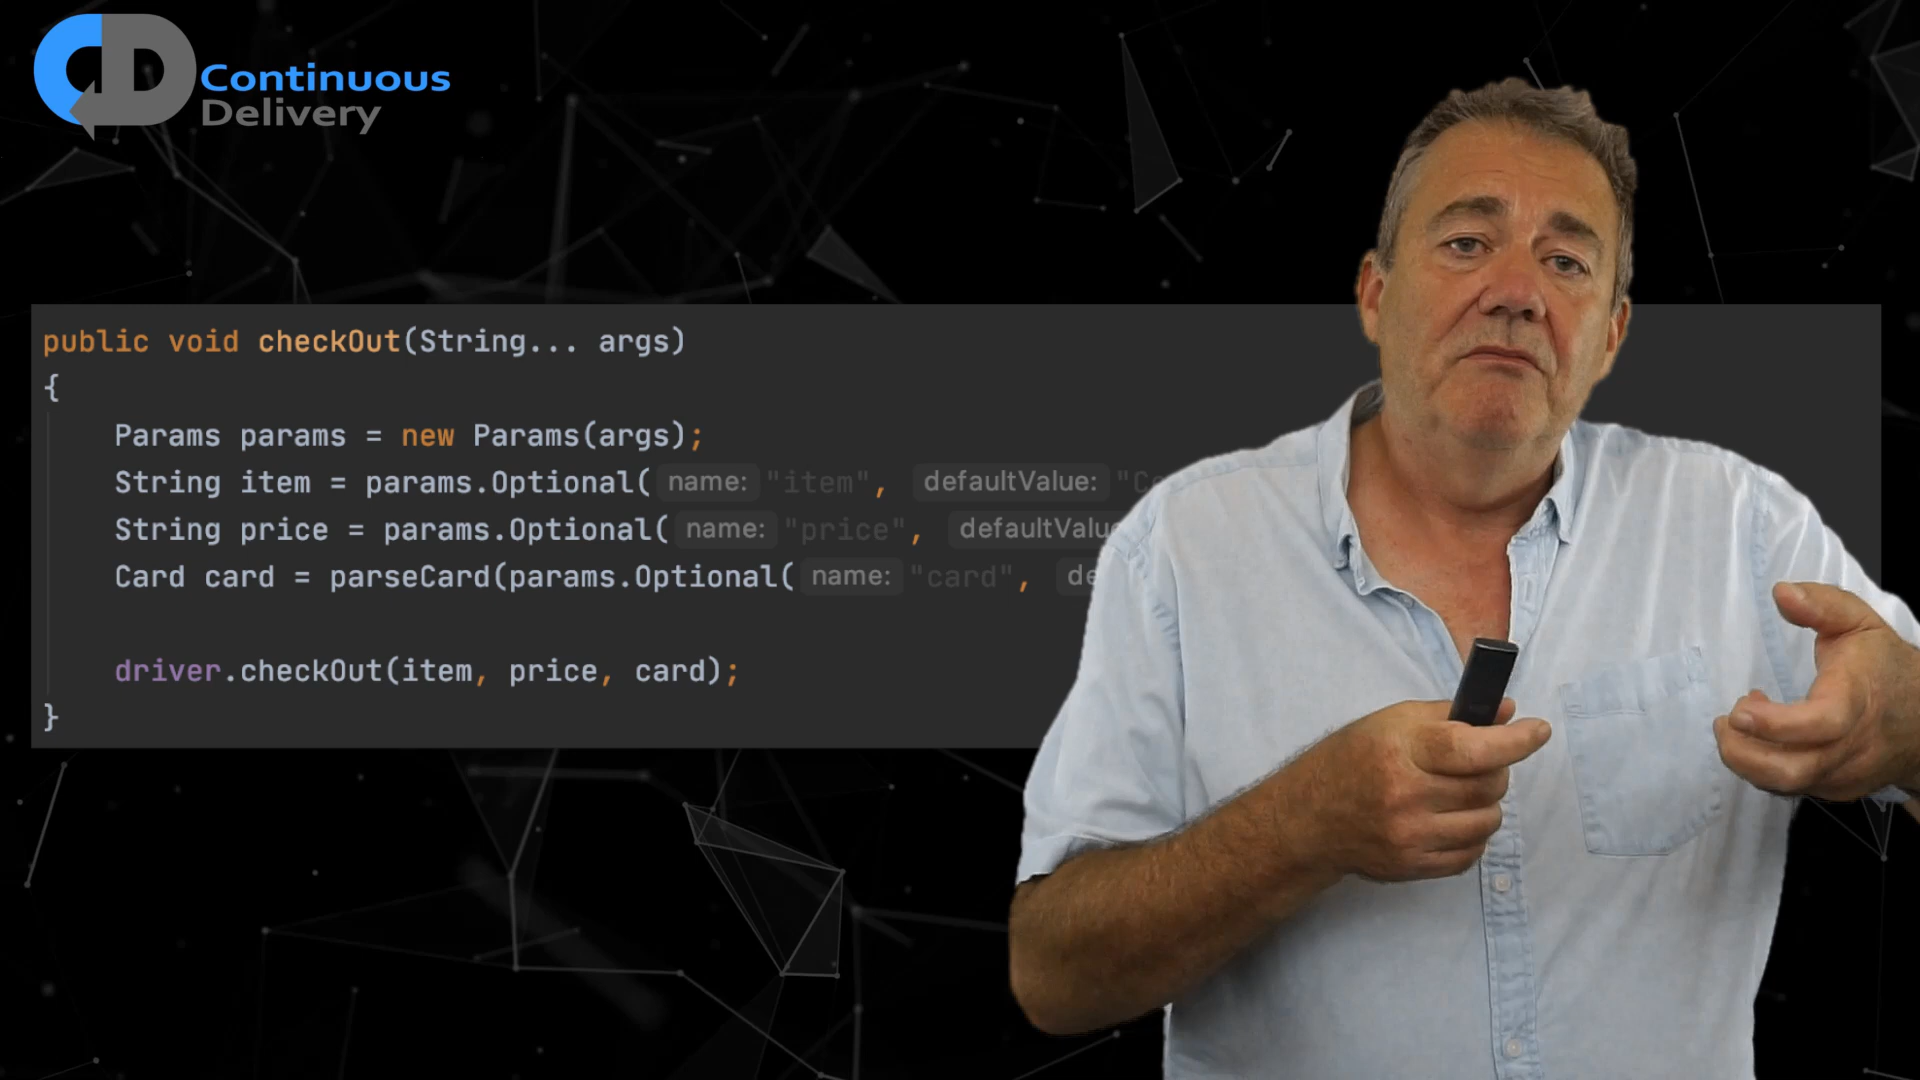 Continuous
Delivery
public void checkOut(String... args)
{
Params params = new Params(args);
String item = params.Optional( name: "item", defaultValue:
String price = params.Optional( name: "price",
Card card = parseCard(params.Optional( name: "card",
driver.checkOut(item, price, card);
}